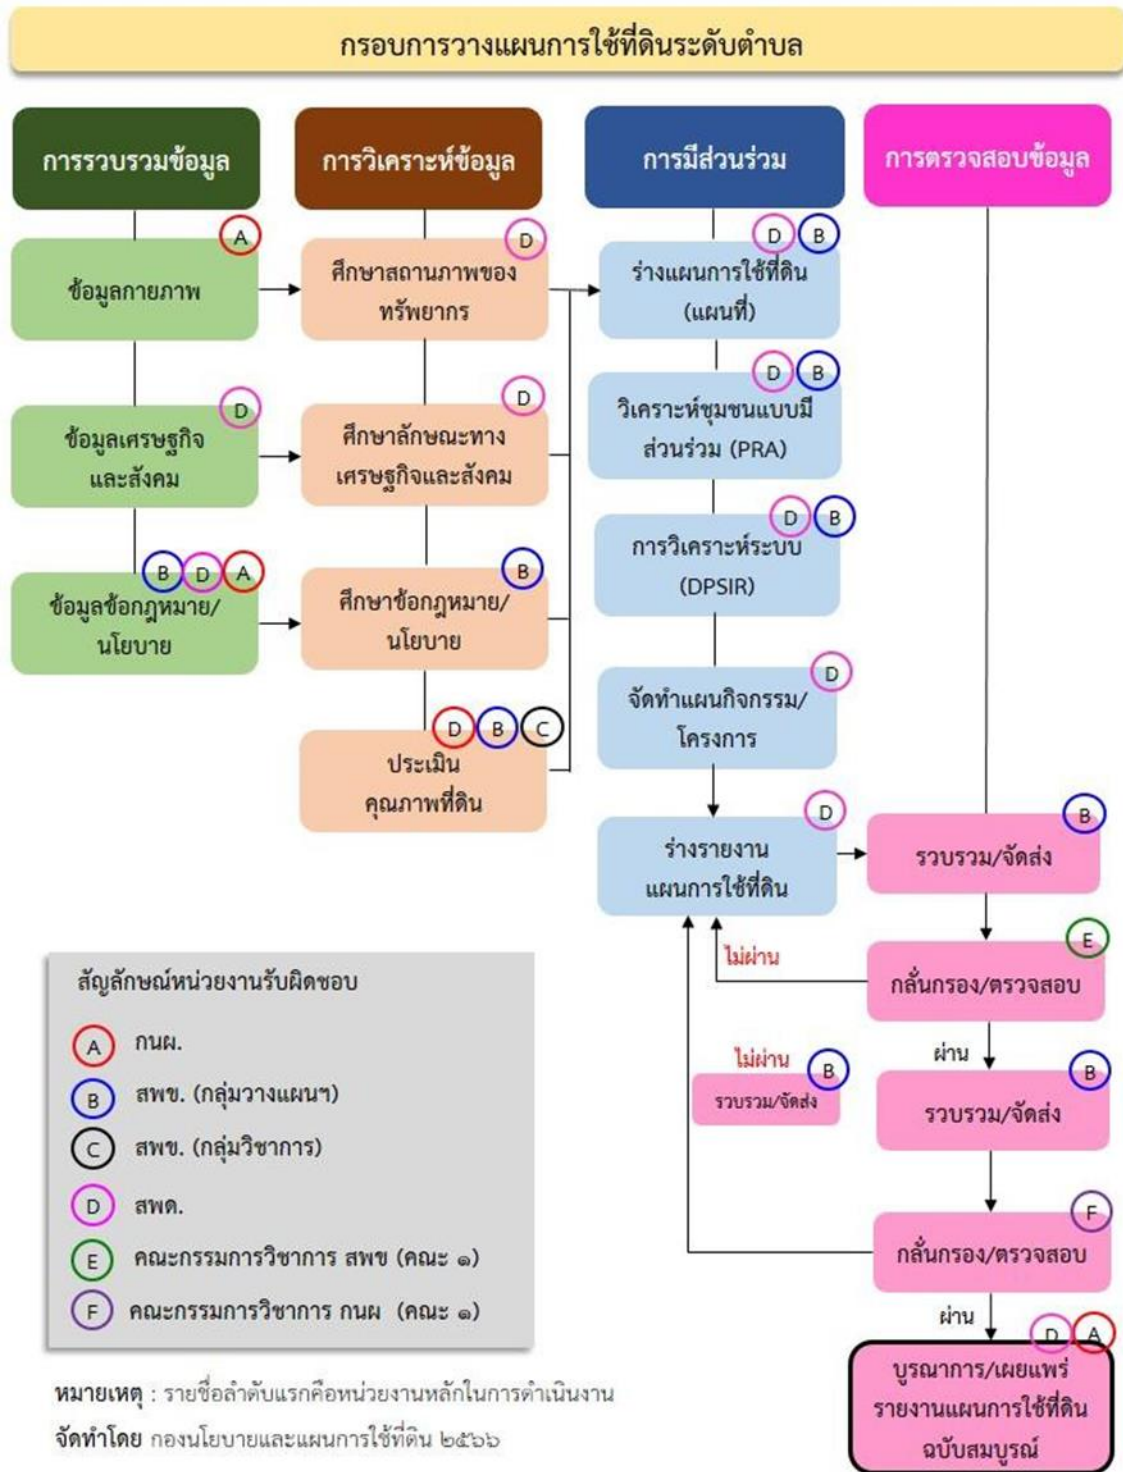 กรอบการวางแผนการใช้ที่ดินระดับตำบล
การรวบรวมข้อมูล
A
ข้อมูลกายภาพ
D
ข้อมูลเศรษฐกิจ
และสังคม
B D A
ข้อมูลข้อกฎหมาย/
นโยบาย
การวิเคราะห์ข้อมูล
D
ศึกษาสถานภาพของ
ทรัพยากร
D
ศึกษาลักษณะทาง
เศรษฐกิจและสังคม
B
ศึกษาข้อกฎหมาย/
นโยบาย
D B C
ประเมิน
คุณภาพที่ดิน
การมีส่วนร่วม
D B
ร่างแผนการใช้ที่ดิน
(แผนที่)
D B
วิเคราะห์ชุมชนแบบมี
ส่วนร่วม (PRA)
D B
การวิเคราะห์ระบบ
(DPSIR)
D
จัดทำแผนกิจกรรม/
โครงการ
D
ร่างรายงาน
แผนการใช้ที่ดิน
การตรวจสอบข้อมูล
B
รวบรวม/จัดส่ง
E
กลั่นกรอง/ตรวจสอบ
ไม่ผ่าน
ผ่าน
B
รวบรวม/จัดส่ง
ไม่ผ่าน
B
รวบรวม/จัดส่ง
F
กลั่นกรอง/ตรวจสอบ
ผ่าน
D A
บูรณาการ/เผยแพร่
รายงานแผนการใช้ที่ดิน
ฉบับสมบูรณ์
สัญลักษณ์หน่วยงานรับผิดชอบ
A กนผ.
B สพข. (กลุ่มวางแผนฯ)
C สพข. (กลุ่มวิชาการ)
D สพด.
E คณะกรรมการวิชาการ สพข (คณะ ๑)
F คณะกรรมการวิชาการ กนผ (คณะ ๑)
หมายเหตุ : รายชื่อลำดับแรกคือหน่วยงานหลักในการดำเนินงาน
จัดทำโดย กองนโยบายและแผนการใช้ที่ดิน ๒๕๖๖